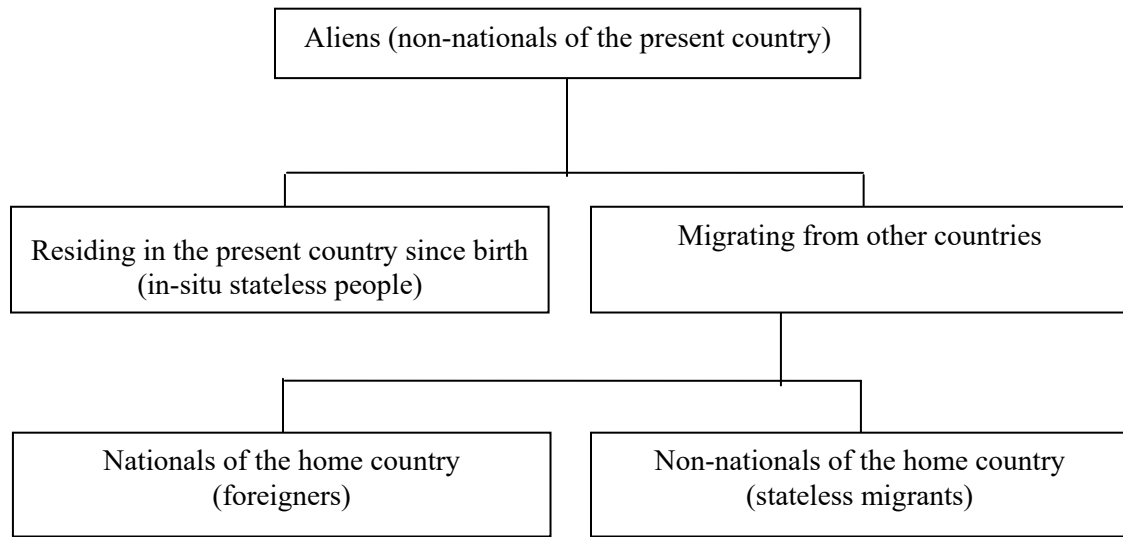 Aliens (non-nationals of the present country)
Residing in the present country since birth
(in-situ stateless people)
Migrating from other countries
Nationals of the home country
(foreigners)
Non-nationals of the home country
(stateless migrants)